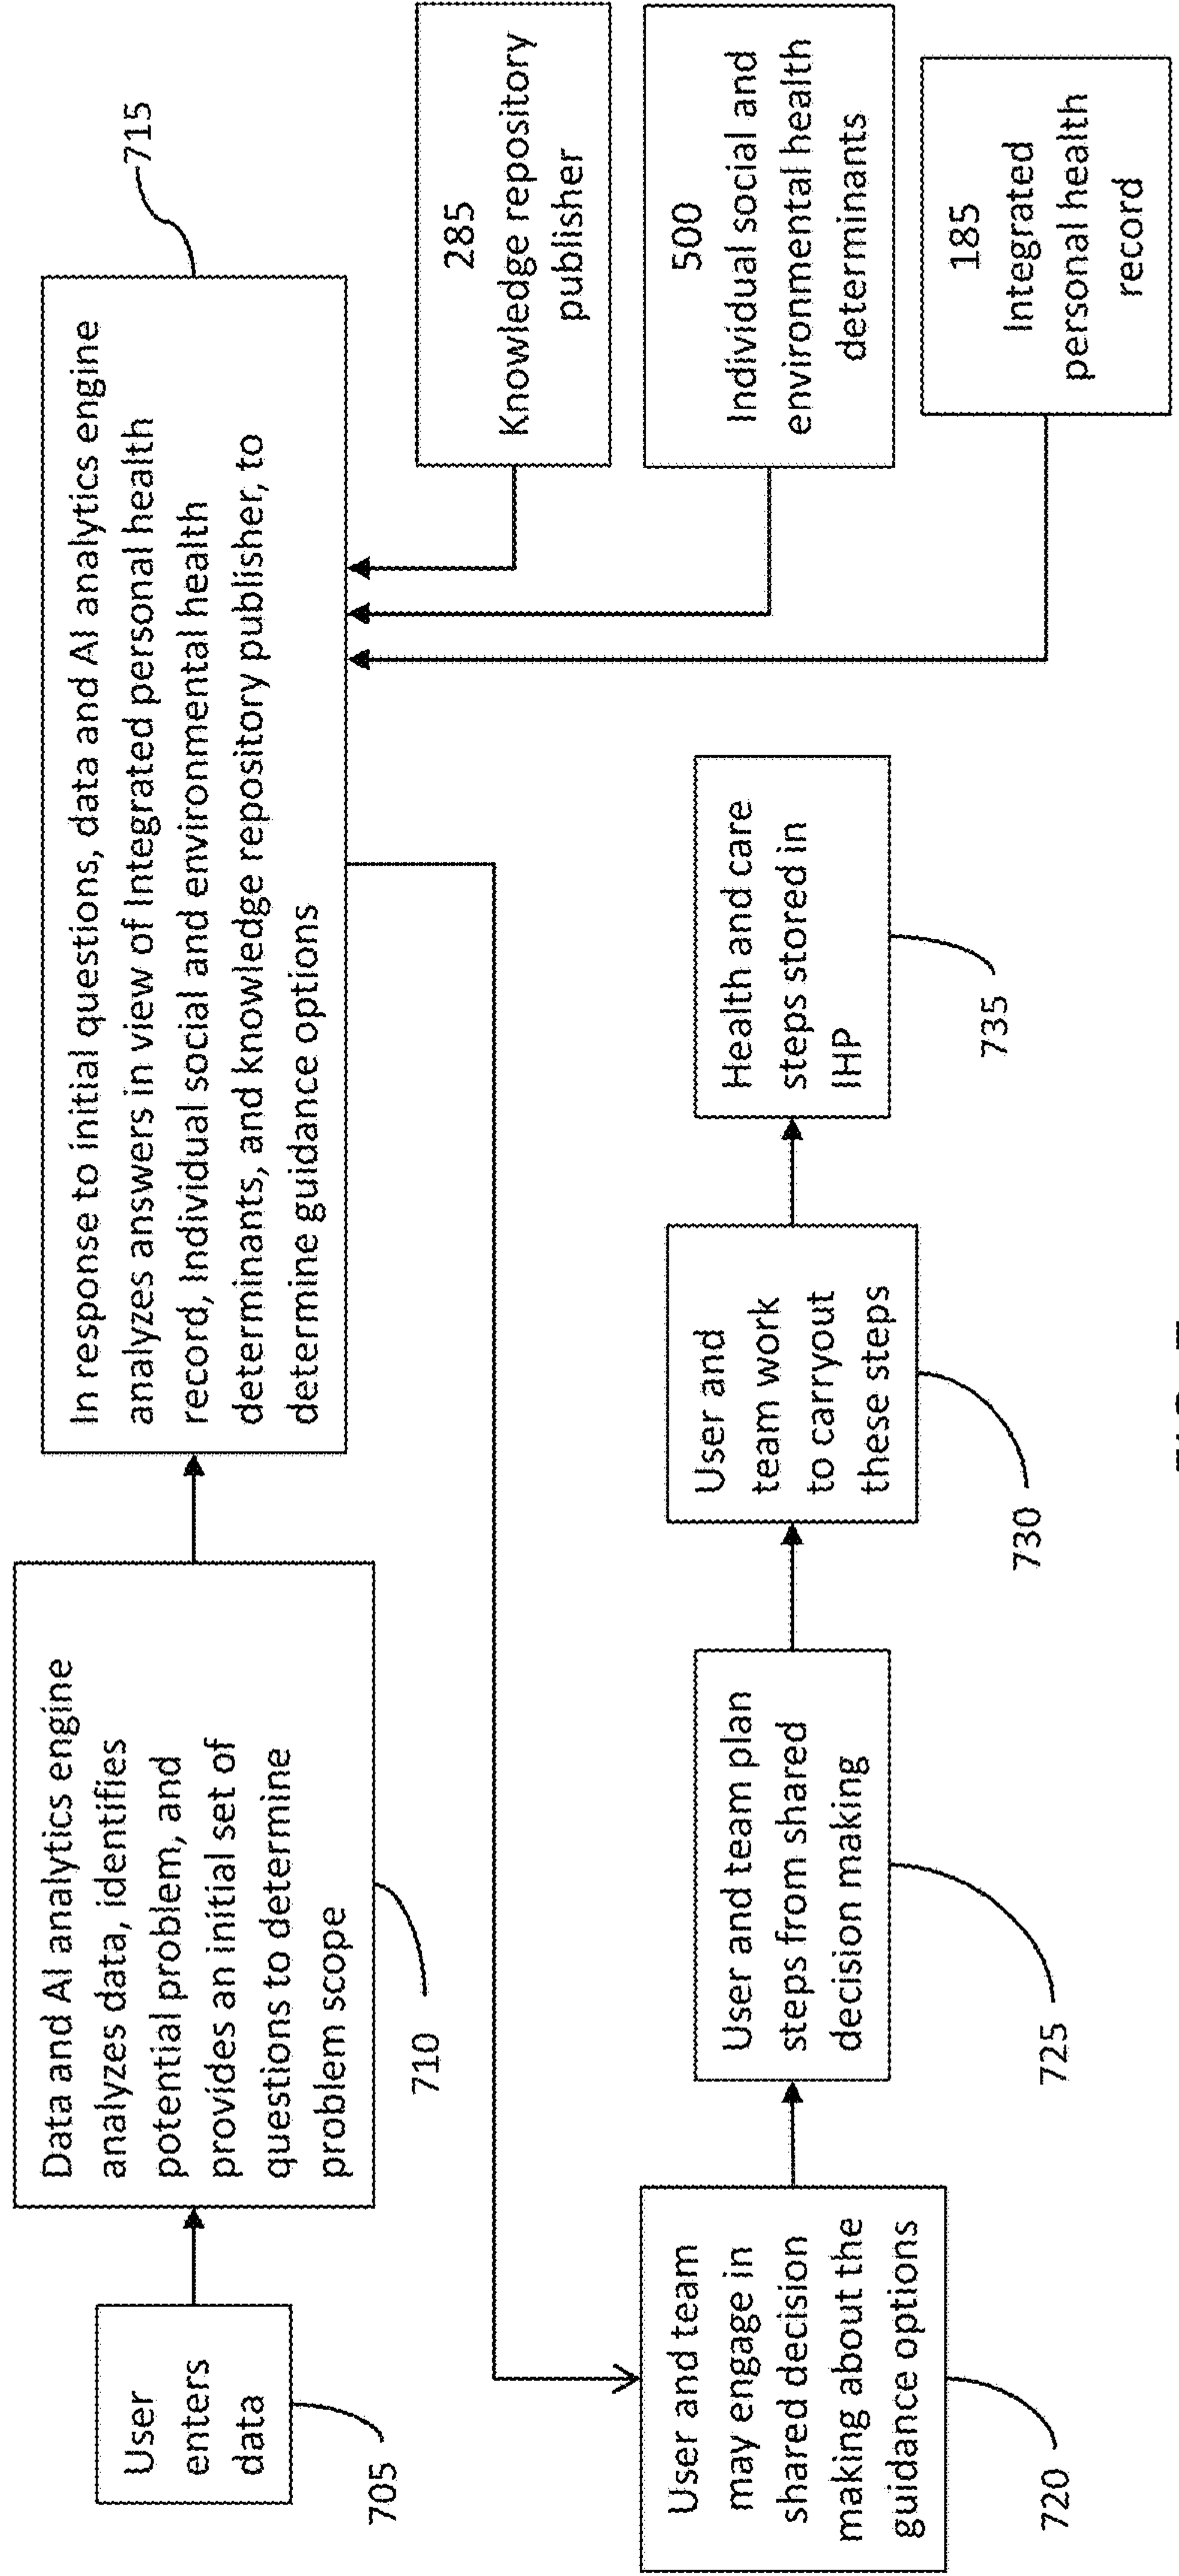 User
enters
data
705
Data and AI analytics engine
analyzes data, identifies
potential problem, and
provides an initial set of
questions to determine
problem scope
710
In response to initial questions, data and AI analytics engine
analyzes answers in view of Integrated personal health
record, Individual social and environmental health
determinants, and knowledge repository publisher, to
determine guidance options
715
285
Knowledge repository
publisher
500
Individual social and
environmental health
determinants
185
Integrated
personal health
record
User and team
may engage in
shared decision
making about the
guidance options
720
User and team plan
steps from shared
decision making
725
User and
team work
to carryout
these steps
730
Health and care
steps stored in
IHP
735